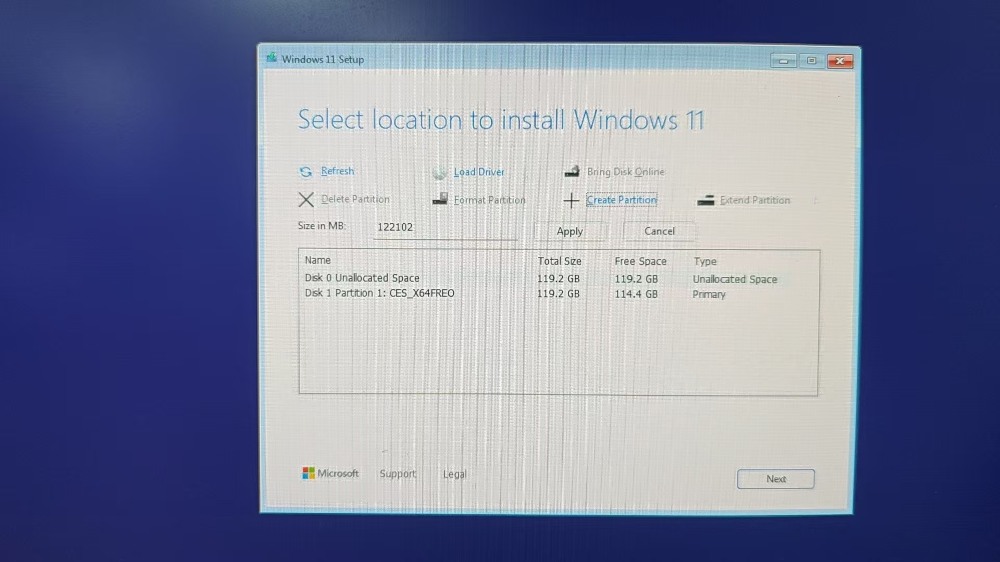 Windows 11 Setup
Select location to install Windows 11
Refresh Load Driver Bring Disk Online
Delete Partition Format Partition Create Partition Extend Partition
Size in MB: 122102 Apply Cancel
Name Total Size Free Space Type
Disk 0 Unallocated Space 119.2 GB 119.2 GB Unallocated Space
Disk 1 Partition 1: CES_X64FREO 119.2 GB 114.4 GB Primary
Microsoft Support Legal Next